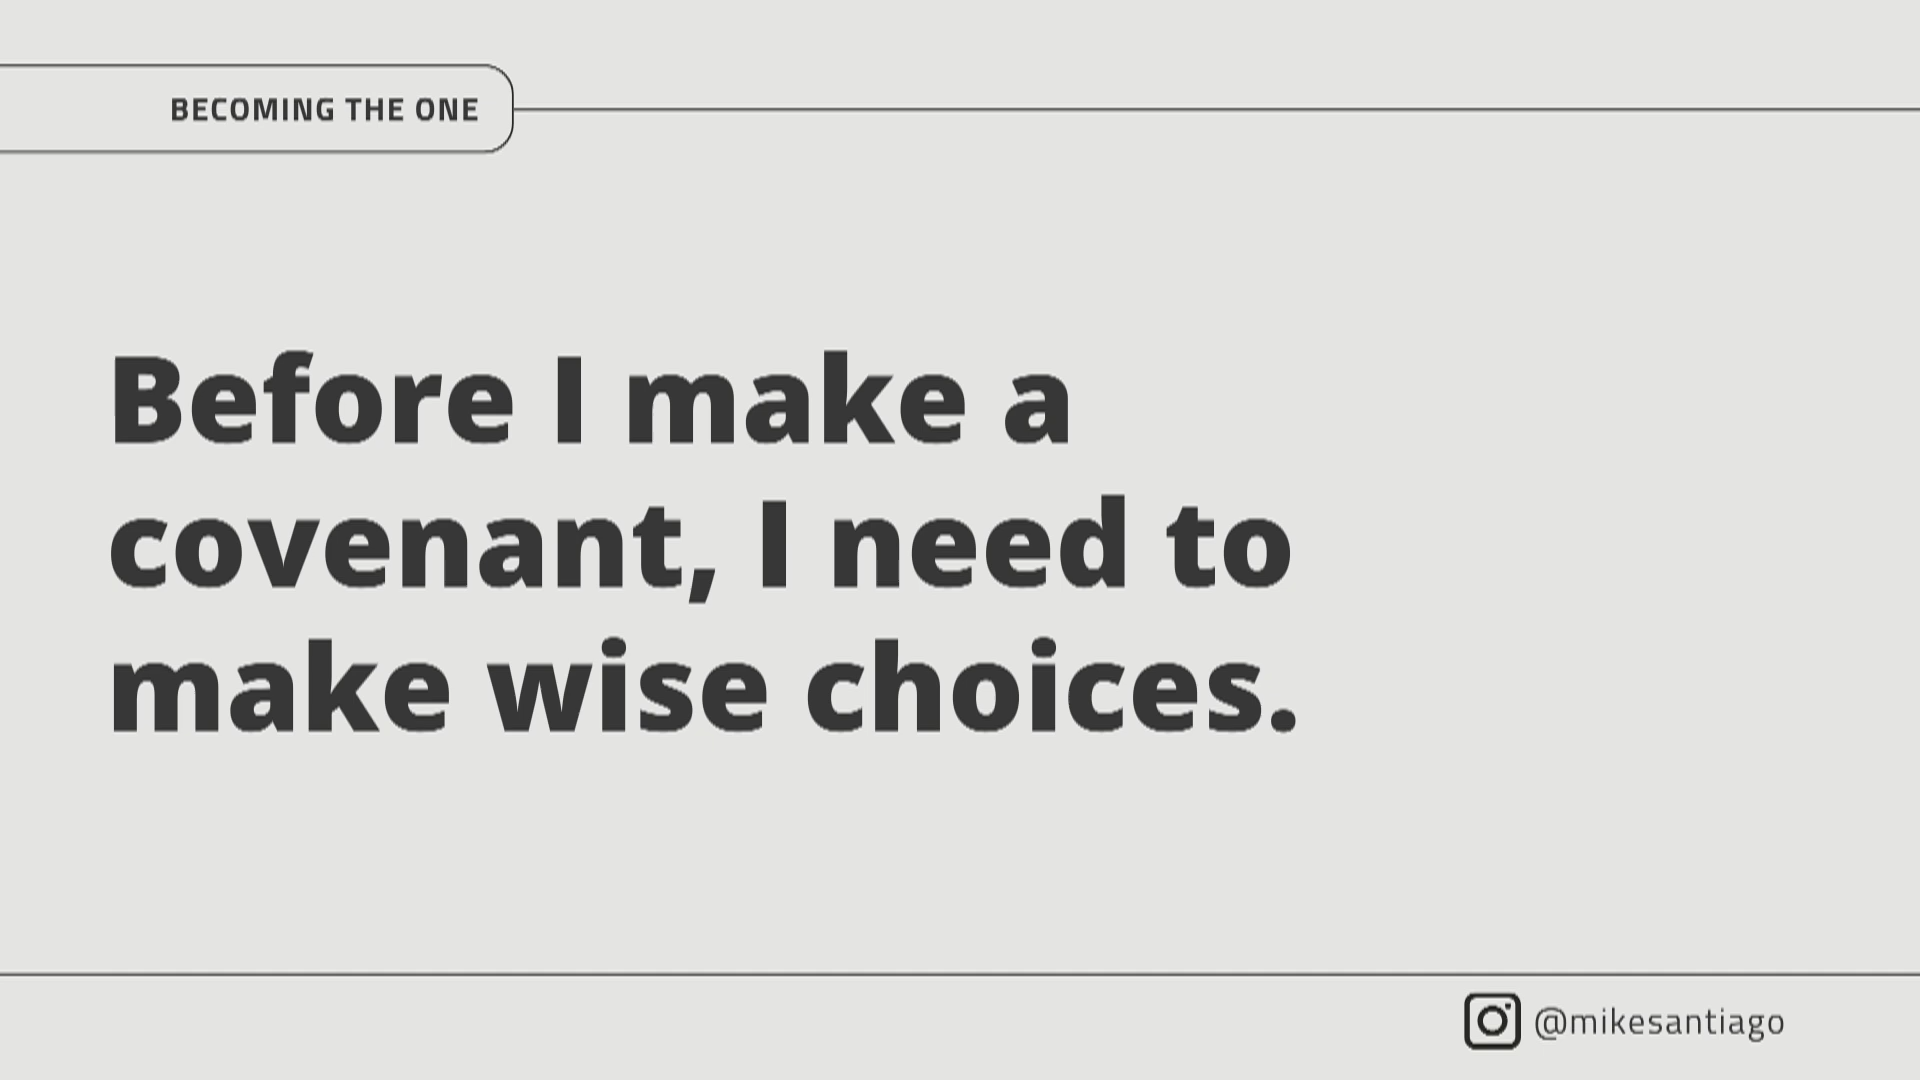 BECOMING THE ONE
Before I make a
covenant, I need to
make wise choices.
@mikesantiago